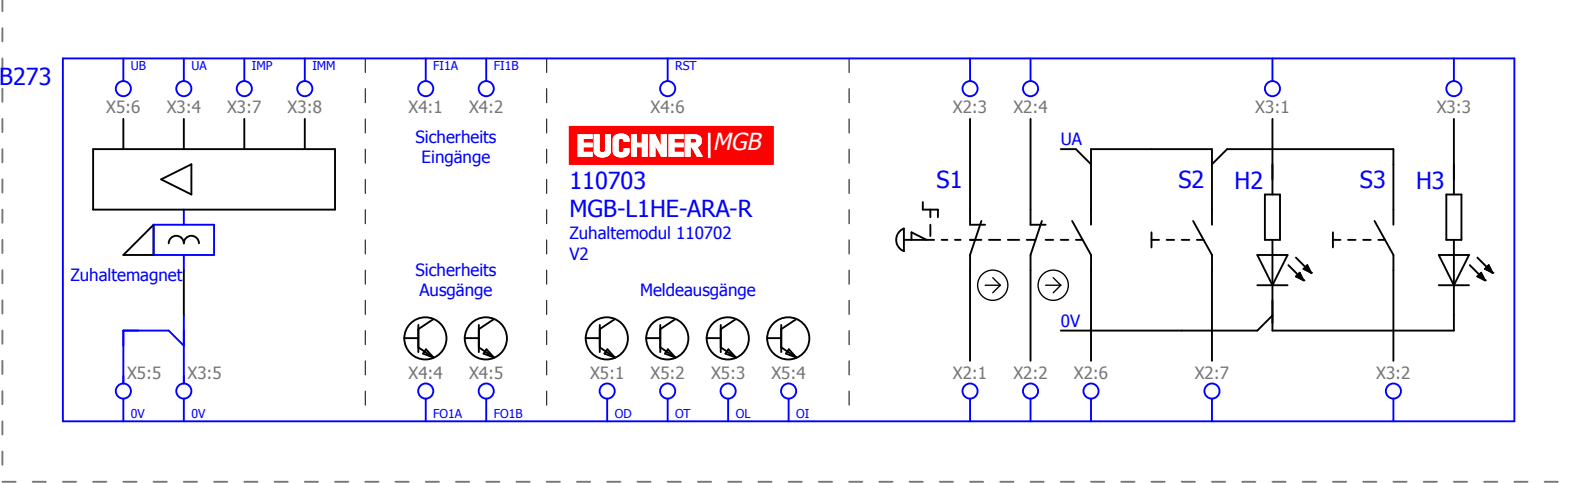 UB UA IMP IMM FI1A FI1B RST
B273
X5:6 X3:4 X3:7 X3:8 X4:1 X4:2 X4:6 X2:3 X2:4 X3:1 X3:3
Sicherheits
Eingänge
EUCHNER|MGB
110703
MGB-L1HE-ARA-R
Zuhaltemodul 110702
V2
UA
S1 S2 H2 S3 H3
Zuhaltemagnet
Sicherheits
Ausgänge
Meldeausgänge
0V
X5:5 X3:5 X4:4 X4:5 X5:1 X5:2 X5:3 X5:4 X2:1 X2:2 X2:6 X2:7 X3:2
0V 0V FO1A FO1B OD OT OL OI